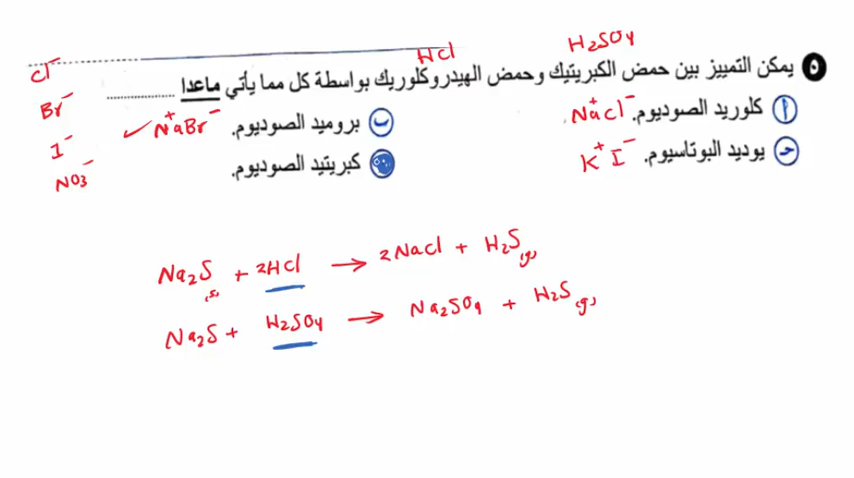 HCl H₂SO₄
٥ يمكن التمييز بين حمض الكبريتيك وحمض الهيدروكلوريك بواسطة كل مما يأتي ماعدا ..................
أ كلوريد الصوديوم. Na⁺Cl⁻ ب بروميد الصوديوم. Na⁺Br⁻ ✓
ج يوديد البوتاسيوم. K⁺I⁻ كبريتيد الصوديوم.
Cl⁻
Br⁻
I⁻
NO₃⁻
Na₂S(s) + 2HCl → 2NaCl + H₂S(g)
Na₂S + H₂SO₄ → Na₂SO₄ + H₂S(g)